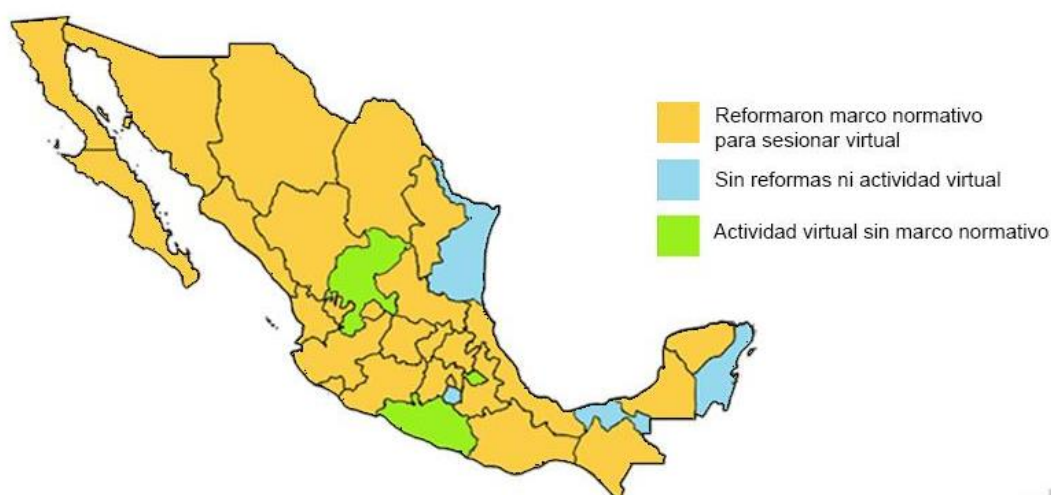 Reformaron marco normativo
para sesionar virtual
Sin reformas ni actividad virtual
Actividad virtual sin marco normativo